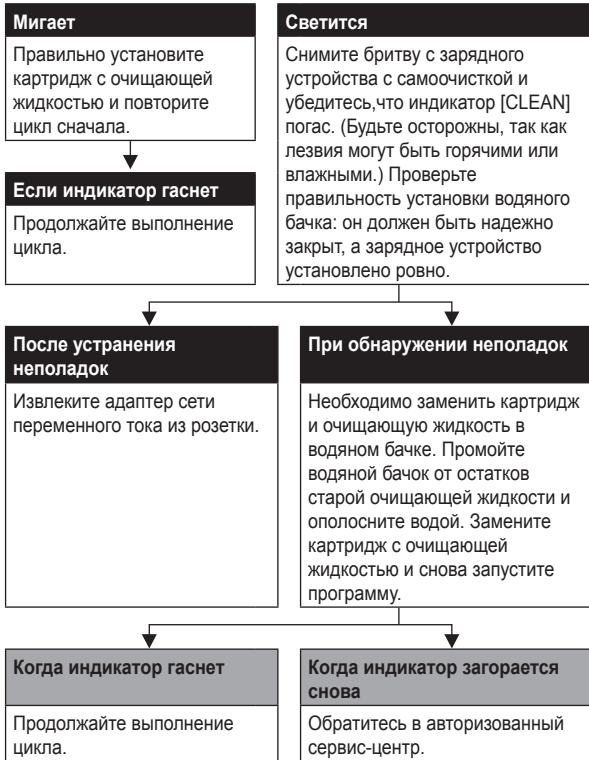 Мигает
Правильно установите
картридж с очищающей
жидкостью и повторите
цикл сначала.
Если индикатор гаснет
Продолжайте выполнение
цикла.
Светится
Снимите бритву с зарядного
устройства с самоочисткой и
убедитесь,что индикатор [CLEAN]
погас. (Будьте осторожны, так как
лезвия могут быть горячими или
влажными.) Проверьте
правильность установки водяного
бачка: он должен быть надежно
закрыт, а зарядное устройство
установлено ровно.
После устранения
неполадок
Извлеките адаптер сети
переменного тока из розетки.
При обнаружении неполадок
Необходимо заменить картридж
и очищающую жидкость в
водяном бачке. Промойте
водяной бачок от остатков
старой очищающей жидкости и
ополосните водой. Замените
картридж с очищающей
жидкостью и снова запустите
программу.
Когда индикатор гаснет
Продолжайте выполнение
цикла.
Когда индикатор загорается
снова
Обратитесь в авторизованный
сервис-центр.